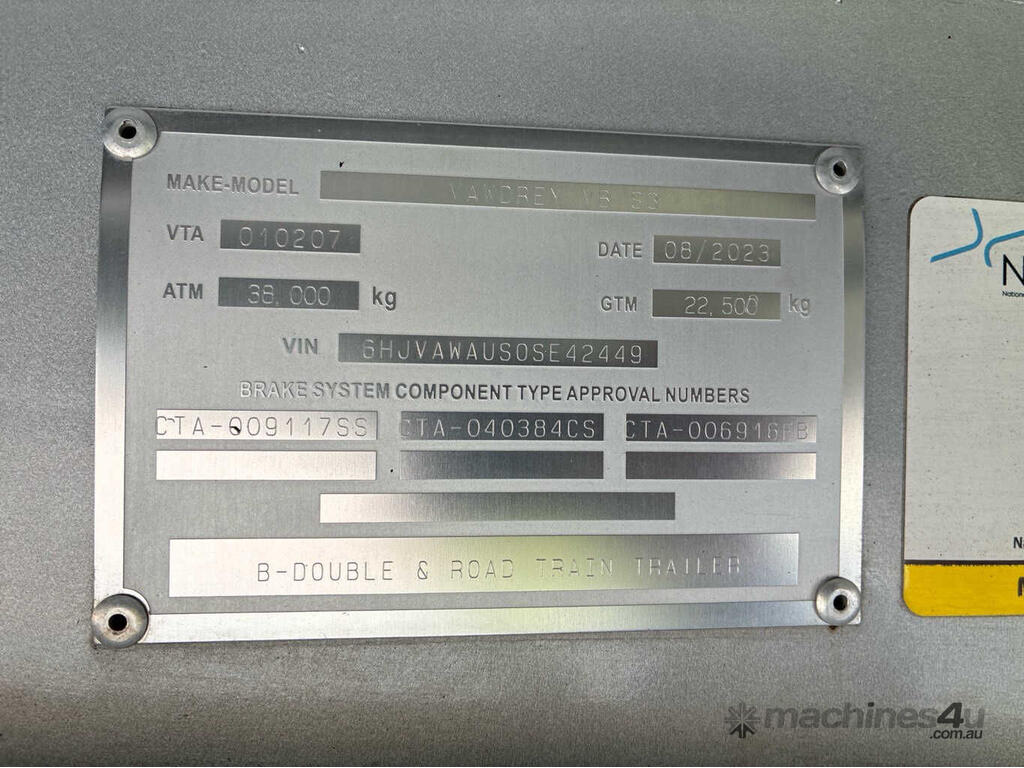 MAKE-MODEL VAWDREY VB S3
VTA 010207 DATE 08/2023
ATM 38,000 kg GTM 22,500 kg
VIN 6HJVAWAUS0SE42449
BRAKE SYSTEM COMPONENT TYPE APPROVAL NUMBERS
CTA-009117SS CTA-040384CS CTA-006916FB
B-DOUBLE & ROAD TRAIN TRAILER
N
Nationa
machines4u
.com.au